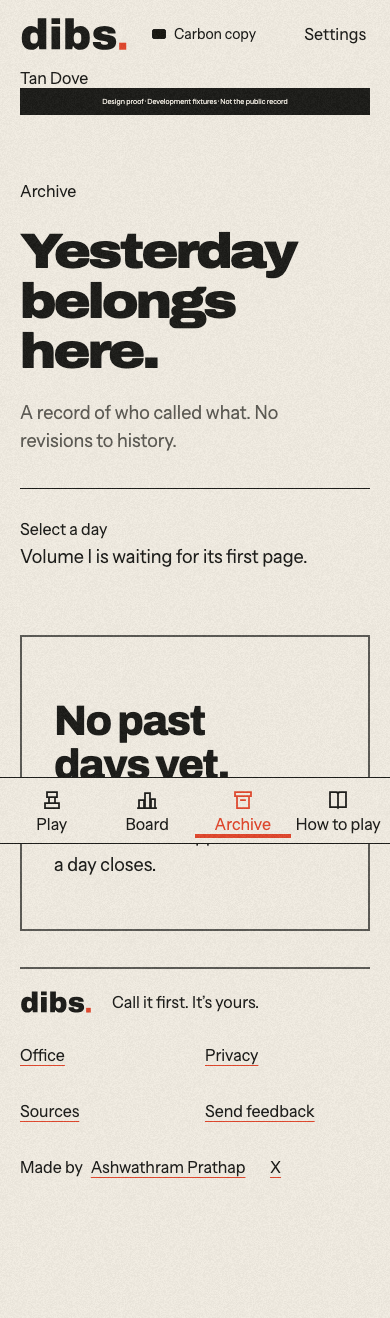 dibs.
Carbon copy
Settings
Tan Dove
Design proof · Development fixtures · Not the public record
Archive
Yesterday
belongs
here.
A record of who called what. No
revisions to history.
Select a day
Volume I is waiting for its first page.
No past
days yet.
Play
Board
Archive
How to play
a day closes.
dibs.
Call it first. It's yours.
Office
Privacy
Sources
Send feedback
Made by Ashwathram Prathap X